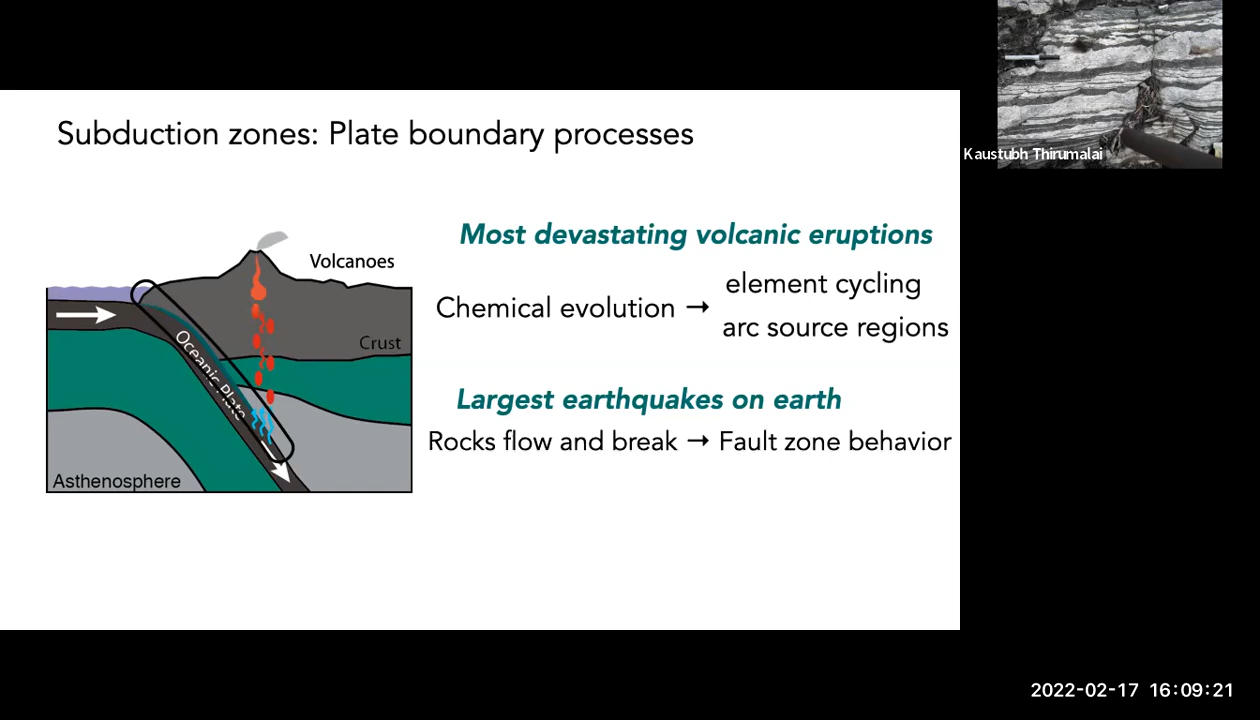 Subduction zones: Plate boundary processes
Kaustubh Thirumalai
Most devastating volcanic eruptions
Volcanoes
element cycling
Chemical evolution →
arc source regions
Crust
Oceanic Plate
Largest earthquakes on earth
Rocks flow and break → Fault zone behavior
Asthenosphere
2022-02-17 16:09:21